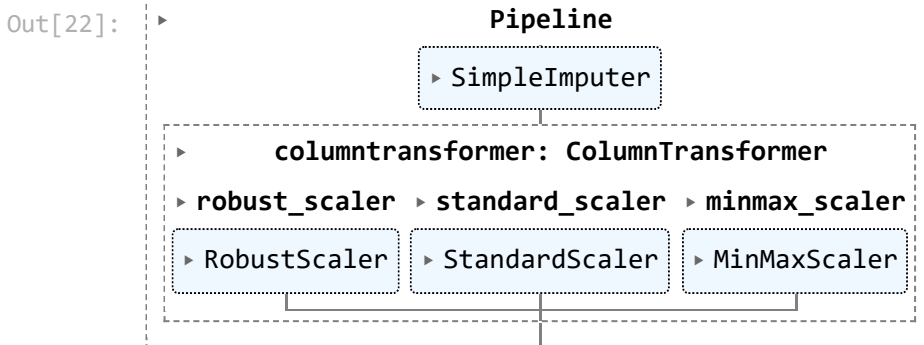 Out[22]:
Pipeline
SimpleImputer
columntransformer: ColumnTransformer
robust_scaler standard_scaler minmax_scaler
RobustScaler StandardScaler MinMaxScaler